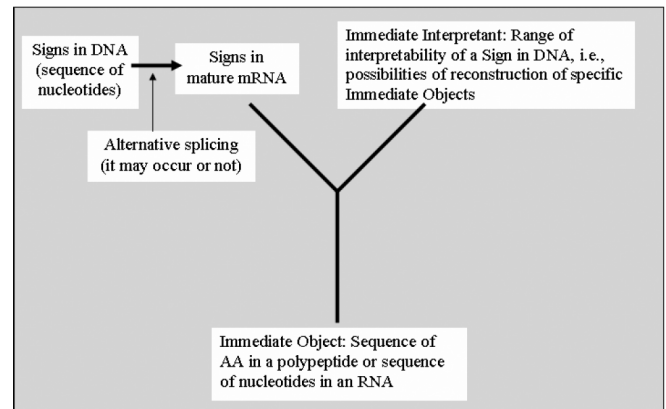 Signs in DNA
(sequence of
nucleotides)
Signs in
mature mRNA
Immediate Interpretant: Range of
interpretability of a Sign in DNA, i.e.,
possibilities of reconstruction of specific
Immediate Objects
Alternative splicing
(it may occur or not)
Immediate Object: Sequence of
AA in a polypeptide or sequence
of nucleotides in an RNA